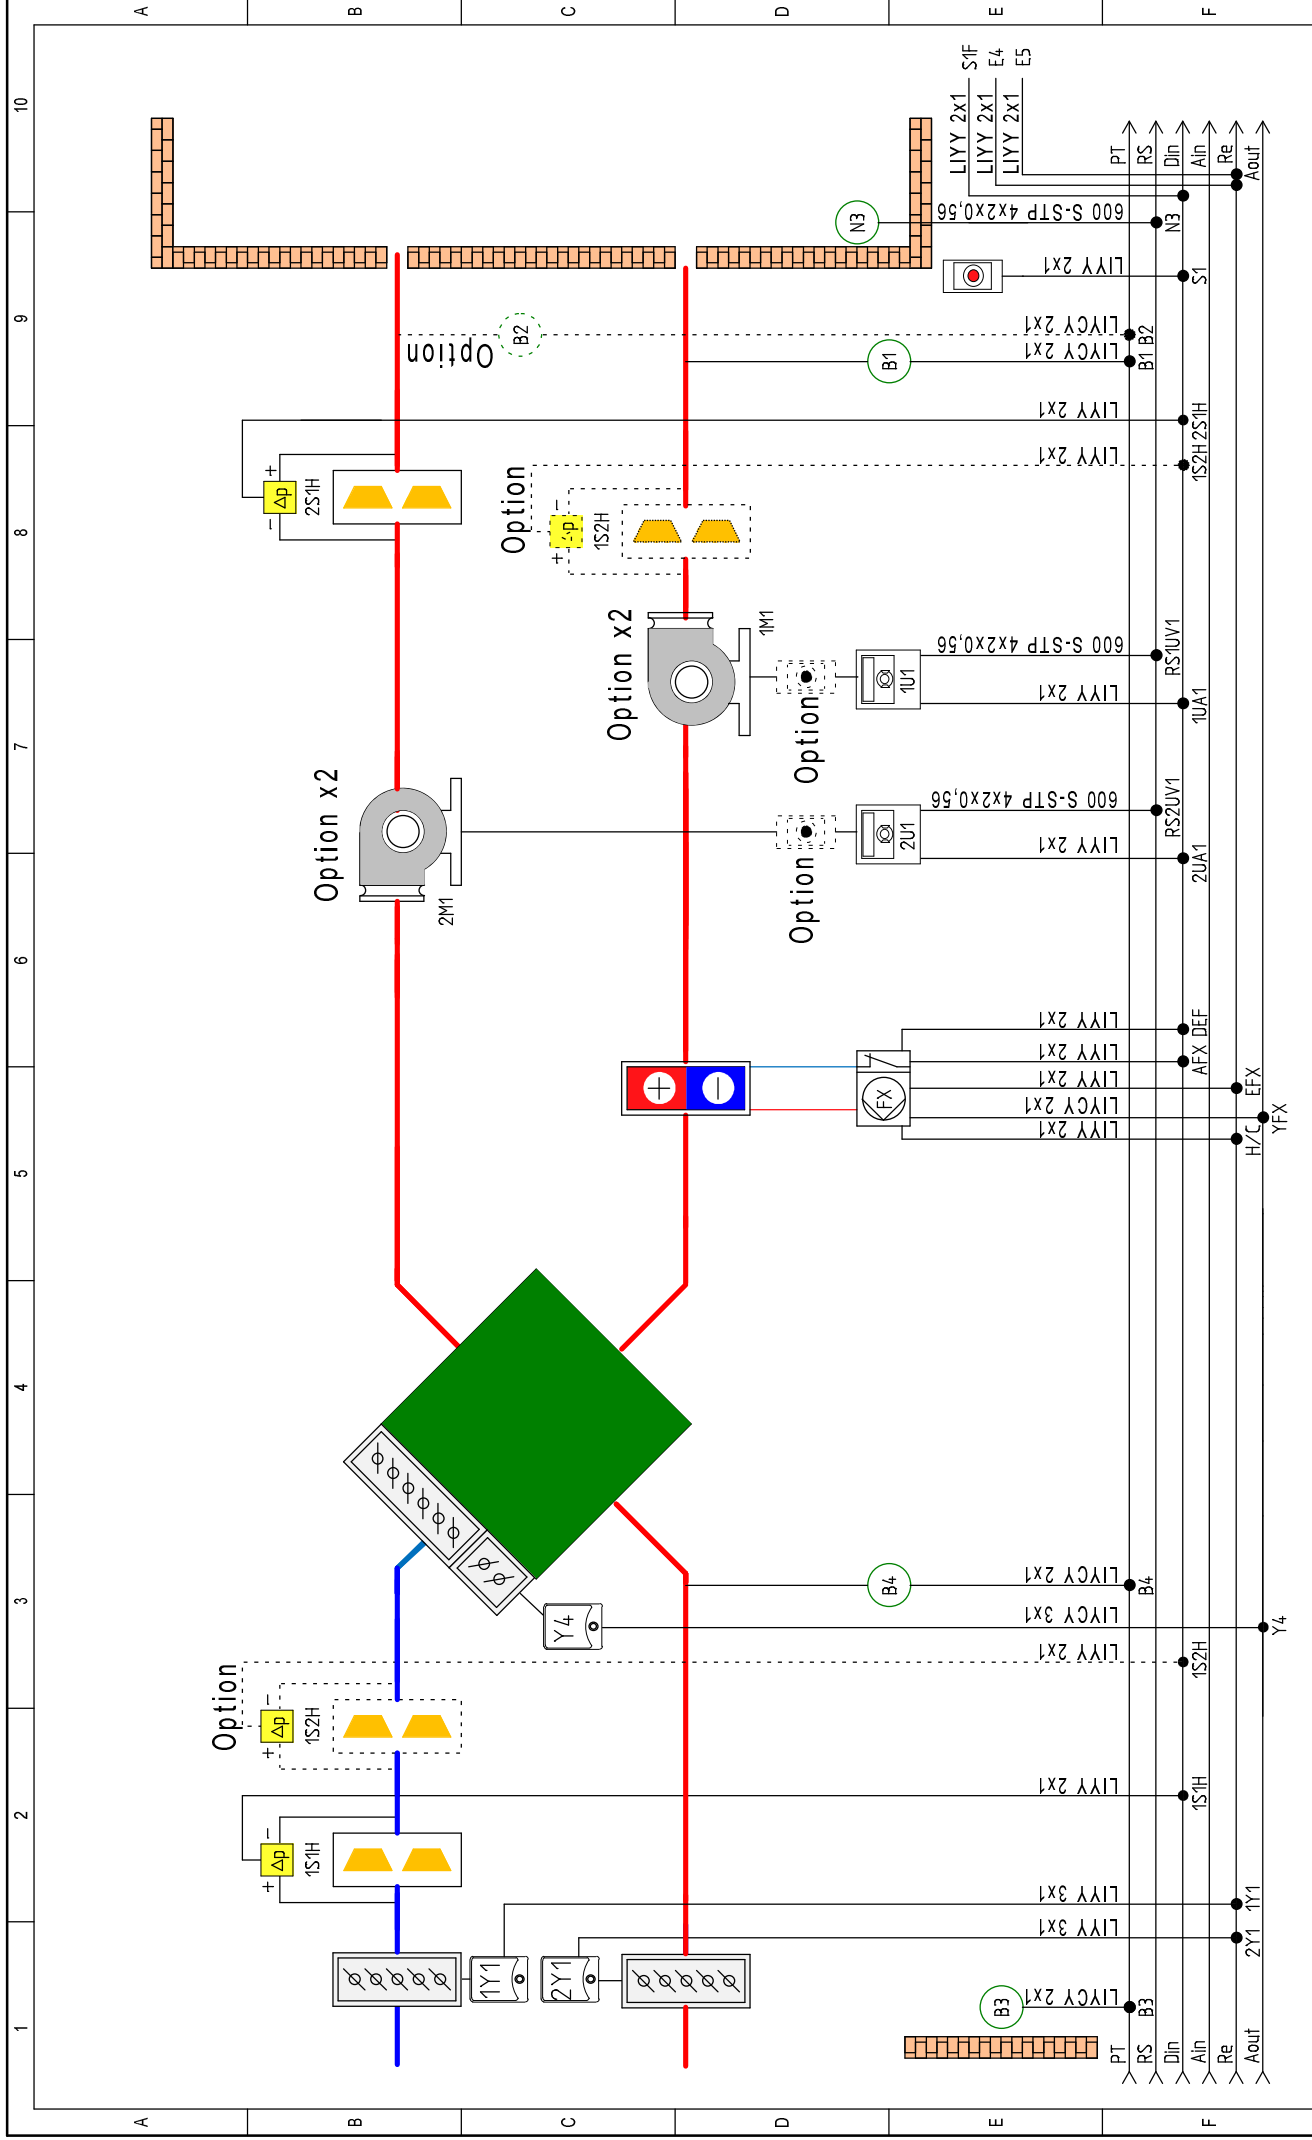 A
B
C
D
E
F
10
9
8
7
6
5
4
3
2
1
S1F
E4
E5
LIYY 2x1
LIYY 2x1
LIYY 2x1
PT
RS
Din
Ain
Re
Aout
N3
600 S-STP 4x2x0,56
N3
LIYY 2x1
S1
B2
Option
LIYCY 2x1
B2
B1
LIYCY 2x1
B1
LIYY 2x1
2S1H
+
Δp
-
2S1H
LIYY 2x1
1S2H
Option
-
Δp
+
1S2H
Option x2
1M1
Option
1U1
600 S-STP 4x2x0,56
RS1UV1
LIYY 2x1
1UA1
Option x2
2M1
Option
2U1
600 S-STP 4x2x0,56
RS2UV1
LIYY 2x1
2UA1
+
-
FX
LIYY 2x1
DEF
LIYY 2x1
AFX
LIYY 2x1
EFX
LIYCY 2x1
YFX
LIYY 2x1
H/C
B4
LIYCY 2x1
B4
Y4
LIYCY 3x1
Y4
LIYY 2x1
1S2H
Option
-
Δp
+
1S2H
LIYY 2x1
1S1H
-
Δp
+
1S1H
LIYY 3x1
1Y1
LIYY 3x1
2Y1
1Y1
2Y1
B3
LIYCY 2x1
B3
PT
RS
Din
Ain
Re
Aout
A
B
C
D
E
F